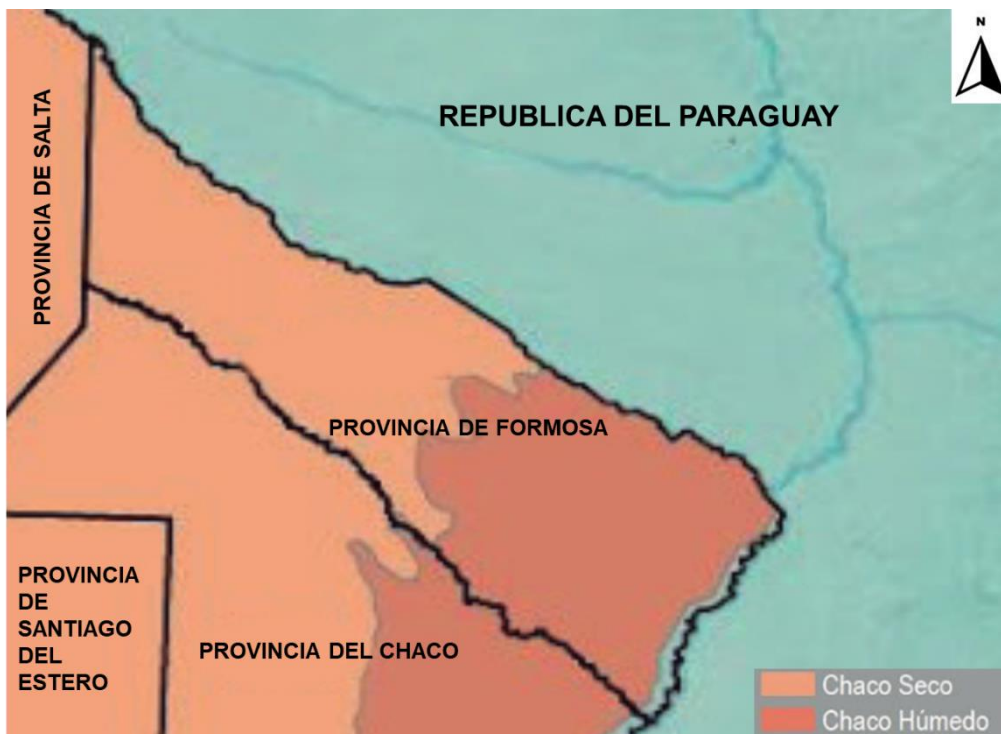 N
REPUBLICA DEL PARAGUAY
PROVINCIA DE SALTA
PROVINCIA DE FORMOSA
PROVINCIA
DE
SANTIAGO
DEL
ESTERO
PROVINCIA DEL CHACO
Chaco Seco
Chaco Húmedo